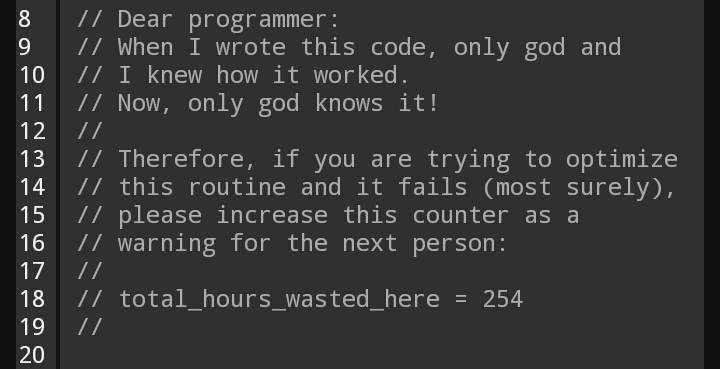 8 // Dear programmer:
9 // When I wrote this code, only god and
10 // I knew how it worked.
11 // Now, only god knows it!
12 //
13 // Therefore, if you are trying to optimize
14 // this routine and it fails (most surely),
15 // please increase this counter as a
16 // warning for the next person:
17 //
18 // total_hours_wasted_here = 254
19 //
20